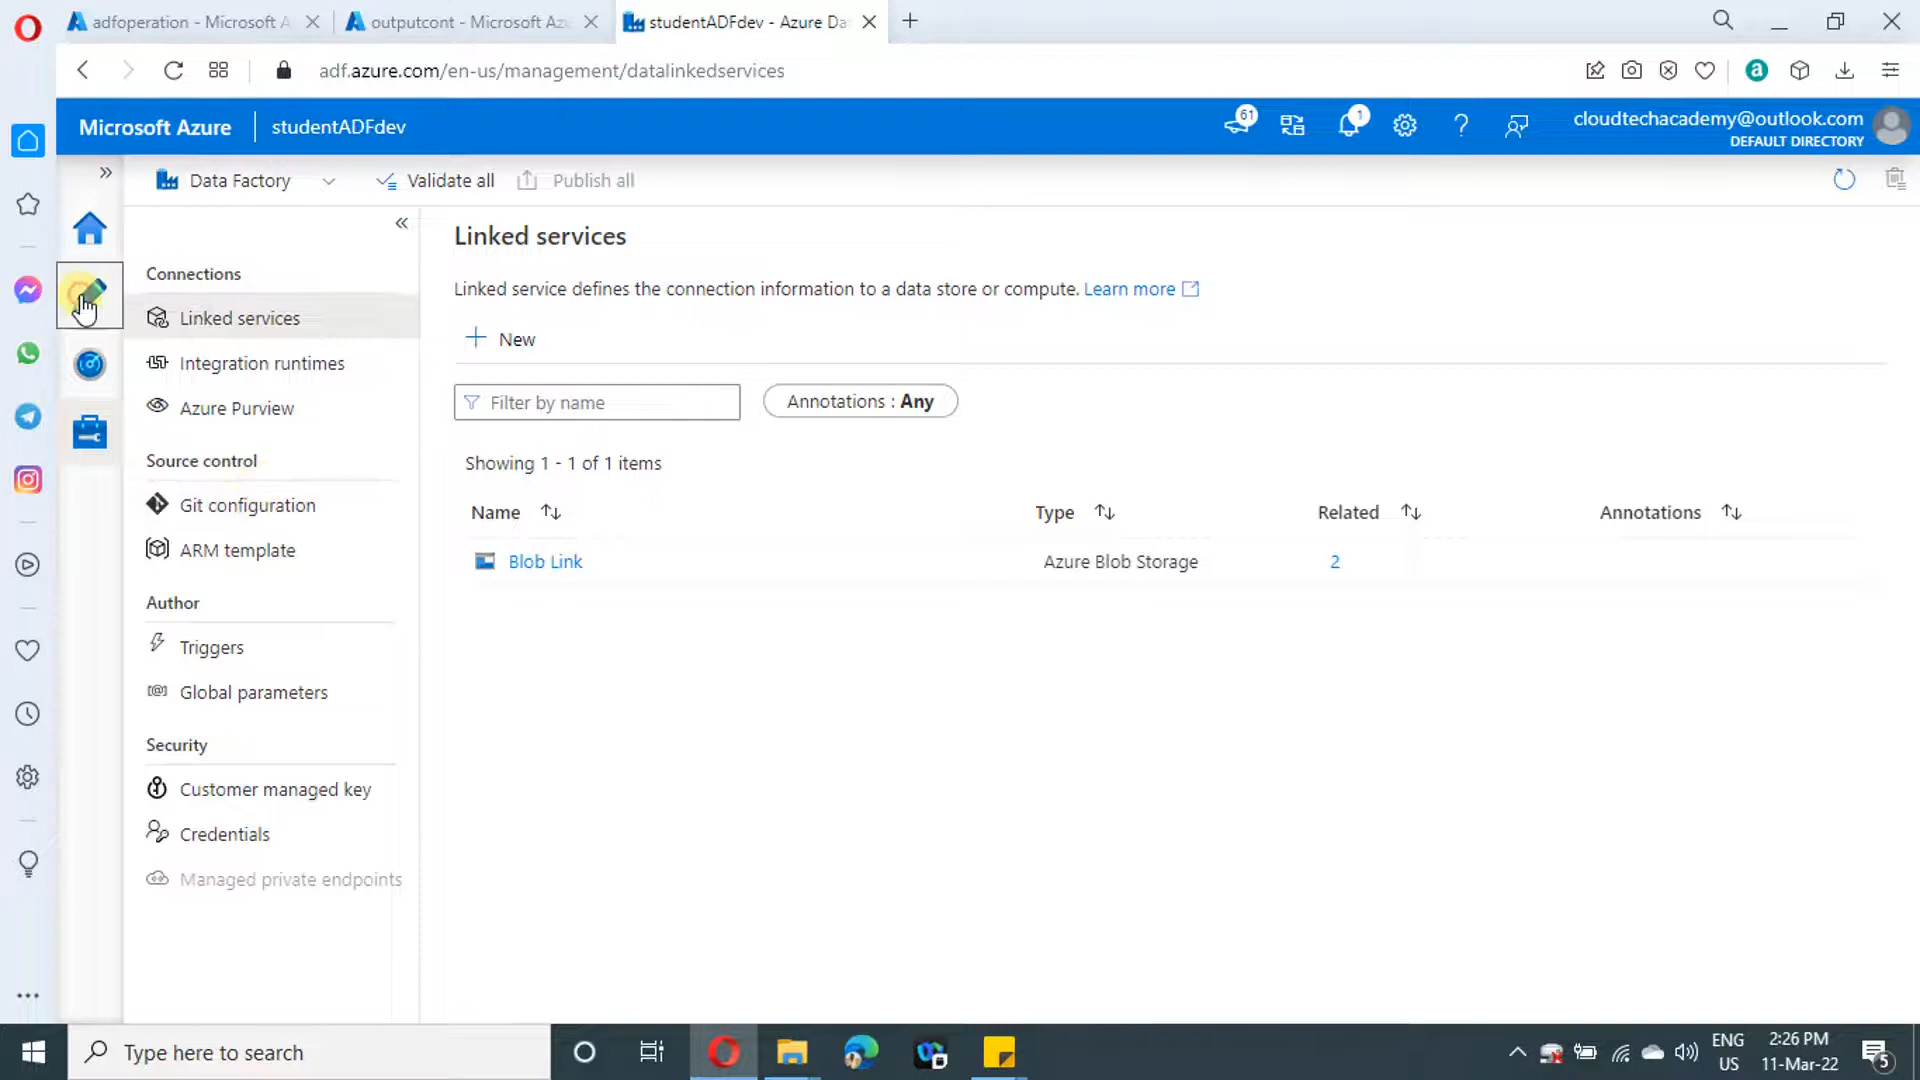 adfoperation - Microsoft A
outputcont - Microsoft Azu
studentADFdev - Azure Da
adf.azure.com/en-us/management/datalinkedservices
a
Microsoft Azure
studentADFdev
61
1
cloudtechacademy@outlook.com
DEFAULT DIRECTORY
Data Factory
Validate all
Publish all
Connections
Linked services
Integration runtimes
Azure Purview
Source control
Git configuration
ARM template
Author
Triggers
Global parameters
Security
Customer managed key
Credentials
Managed private endpoints
Linked services
Linked service defines the connection information to a data store or compute. Learn more
New
Filter by name
Annotations : Any
Showing 1 - 1 of 1 items
Name Type Related Annotations
Blob Link Azure Blob Storage 2
Type here to search
ENG
US
2:26 PM
11-Mar-22
5